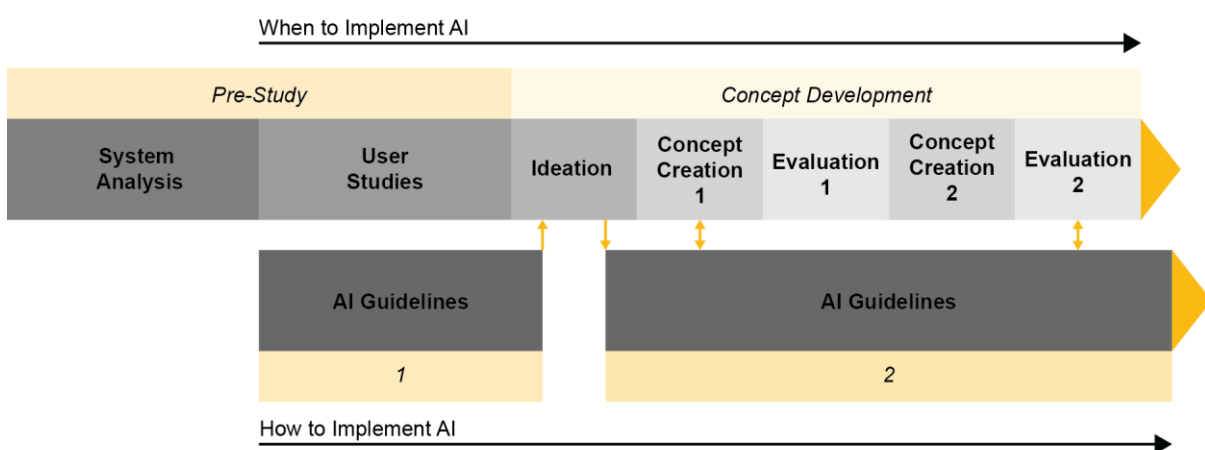 When to Implement AI
Pre-Study
Concept Development
System
Analysis
User
Studies
Ideation
Concept
Creation
1
Evaluation
1
Concept
Creation
2
Evaluation
2
AI Guidelines
AI Guidelines
1
2
How to Implement AI